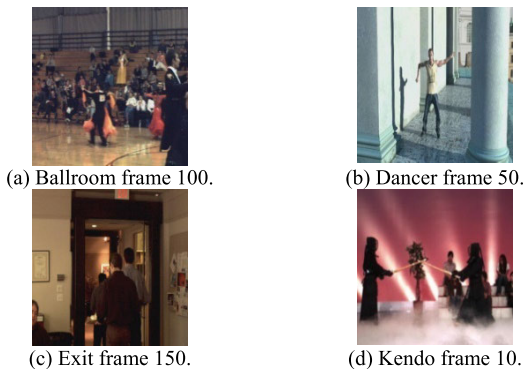 (a) Ballroom frame 100.
(b) Dancer frame 50.
(c) Exit frame 150.
(d) Kendo frame 10.